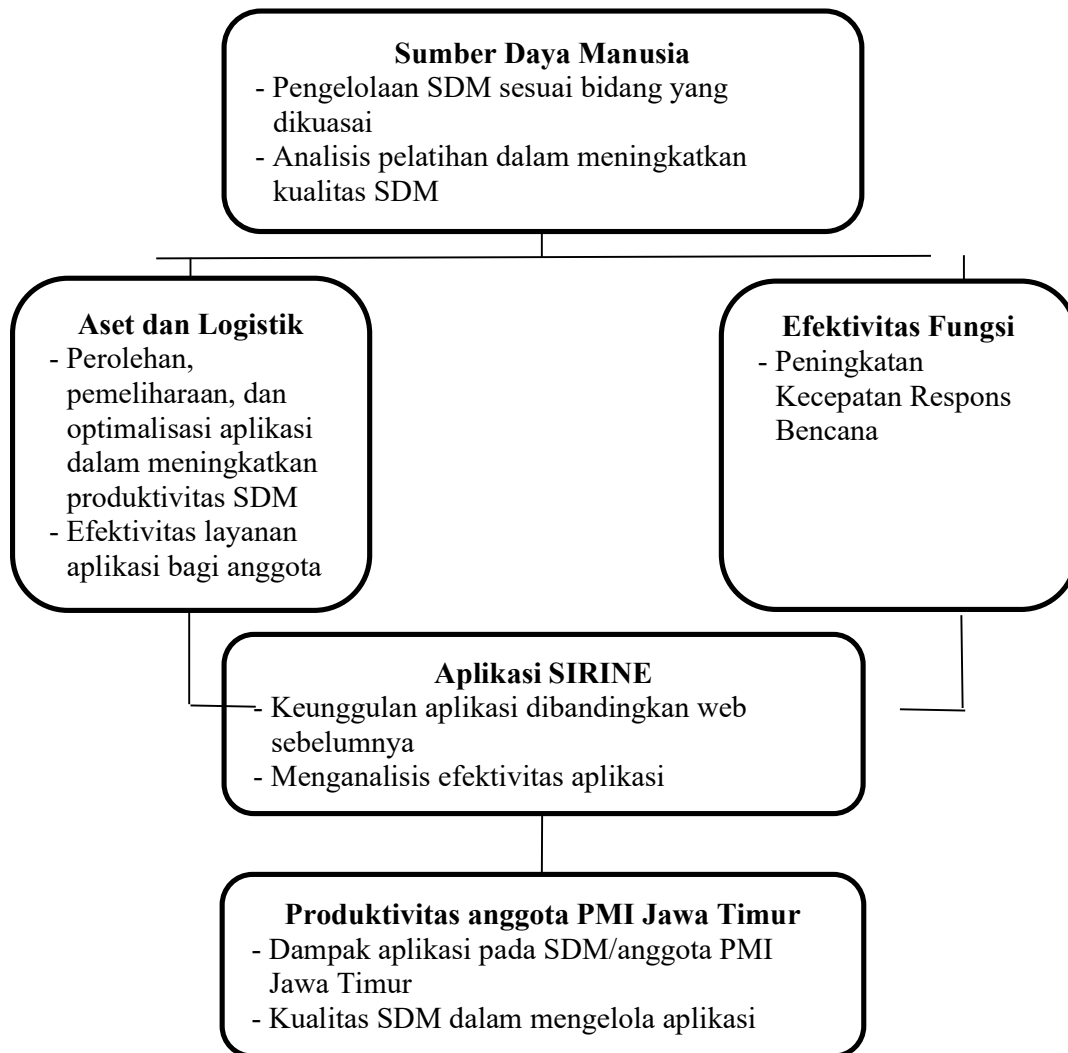 Sumber Daya Manusia
- Pengelolaan SDM sesuai bidang yang
dikuasai
- Analisis pelatihan dalam meningkatkan
kualitas SDM
Aset dan Logistik
- Perolehan,
pemeliharaan, dan
optimalisasi aplikasi
dalam meningkatkan
produktivitas SDM
- Efektivitas layanan
aplikasi bagi anggota
Efektivitas Fungsi
- Peningkatan
Kecepatan Respons
Bencana
Aplikasi SIRINE
- Keunggulan aplikasi dibandingkan web
sebelumnya
- Menganalisis efektivitas aplikasi
Produktivitas anggota PMI Jawa Timur
- Dampak aplikasi pada SDM/anggota PMI
Jawa Timur
- Kualitas SDM dalam mengelola aplikasi